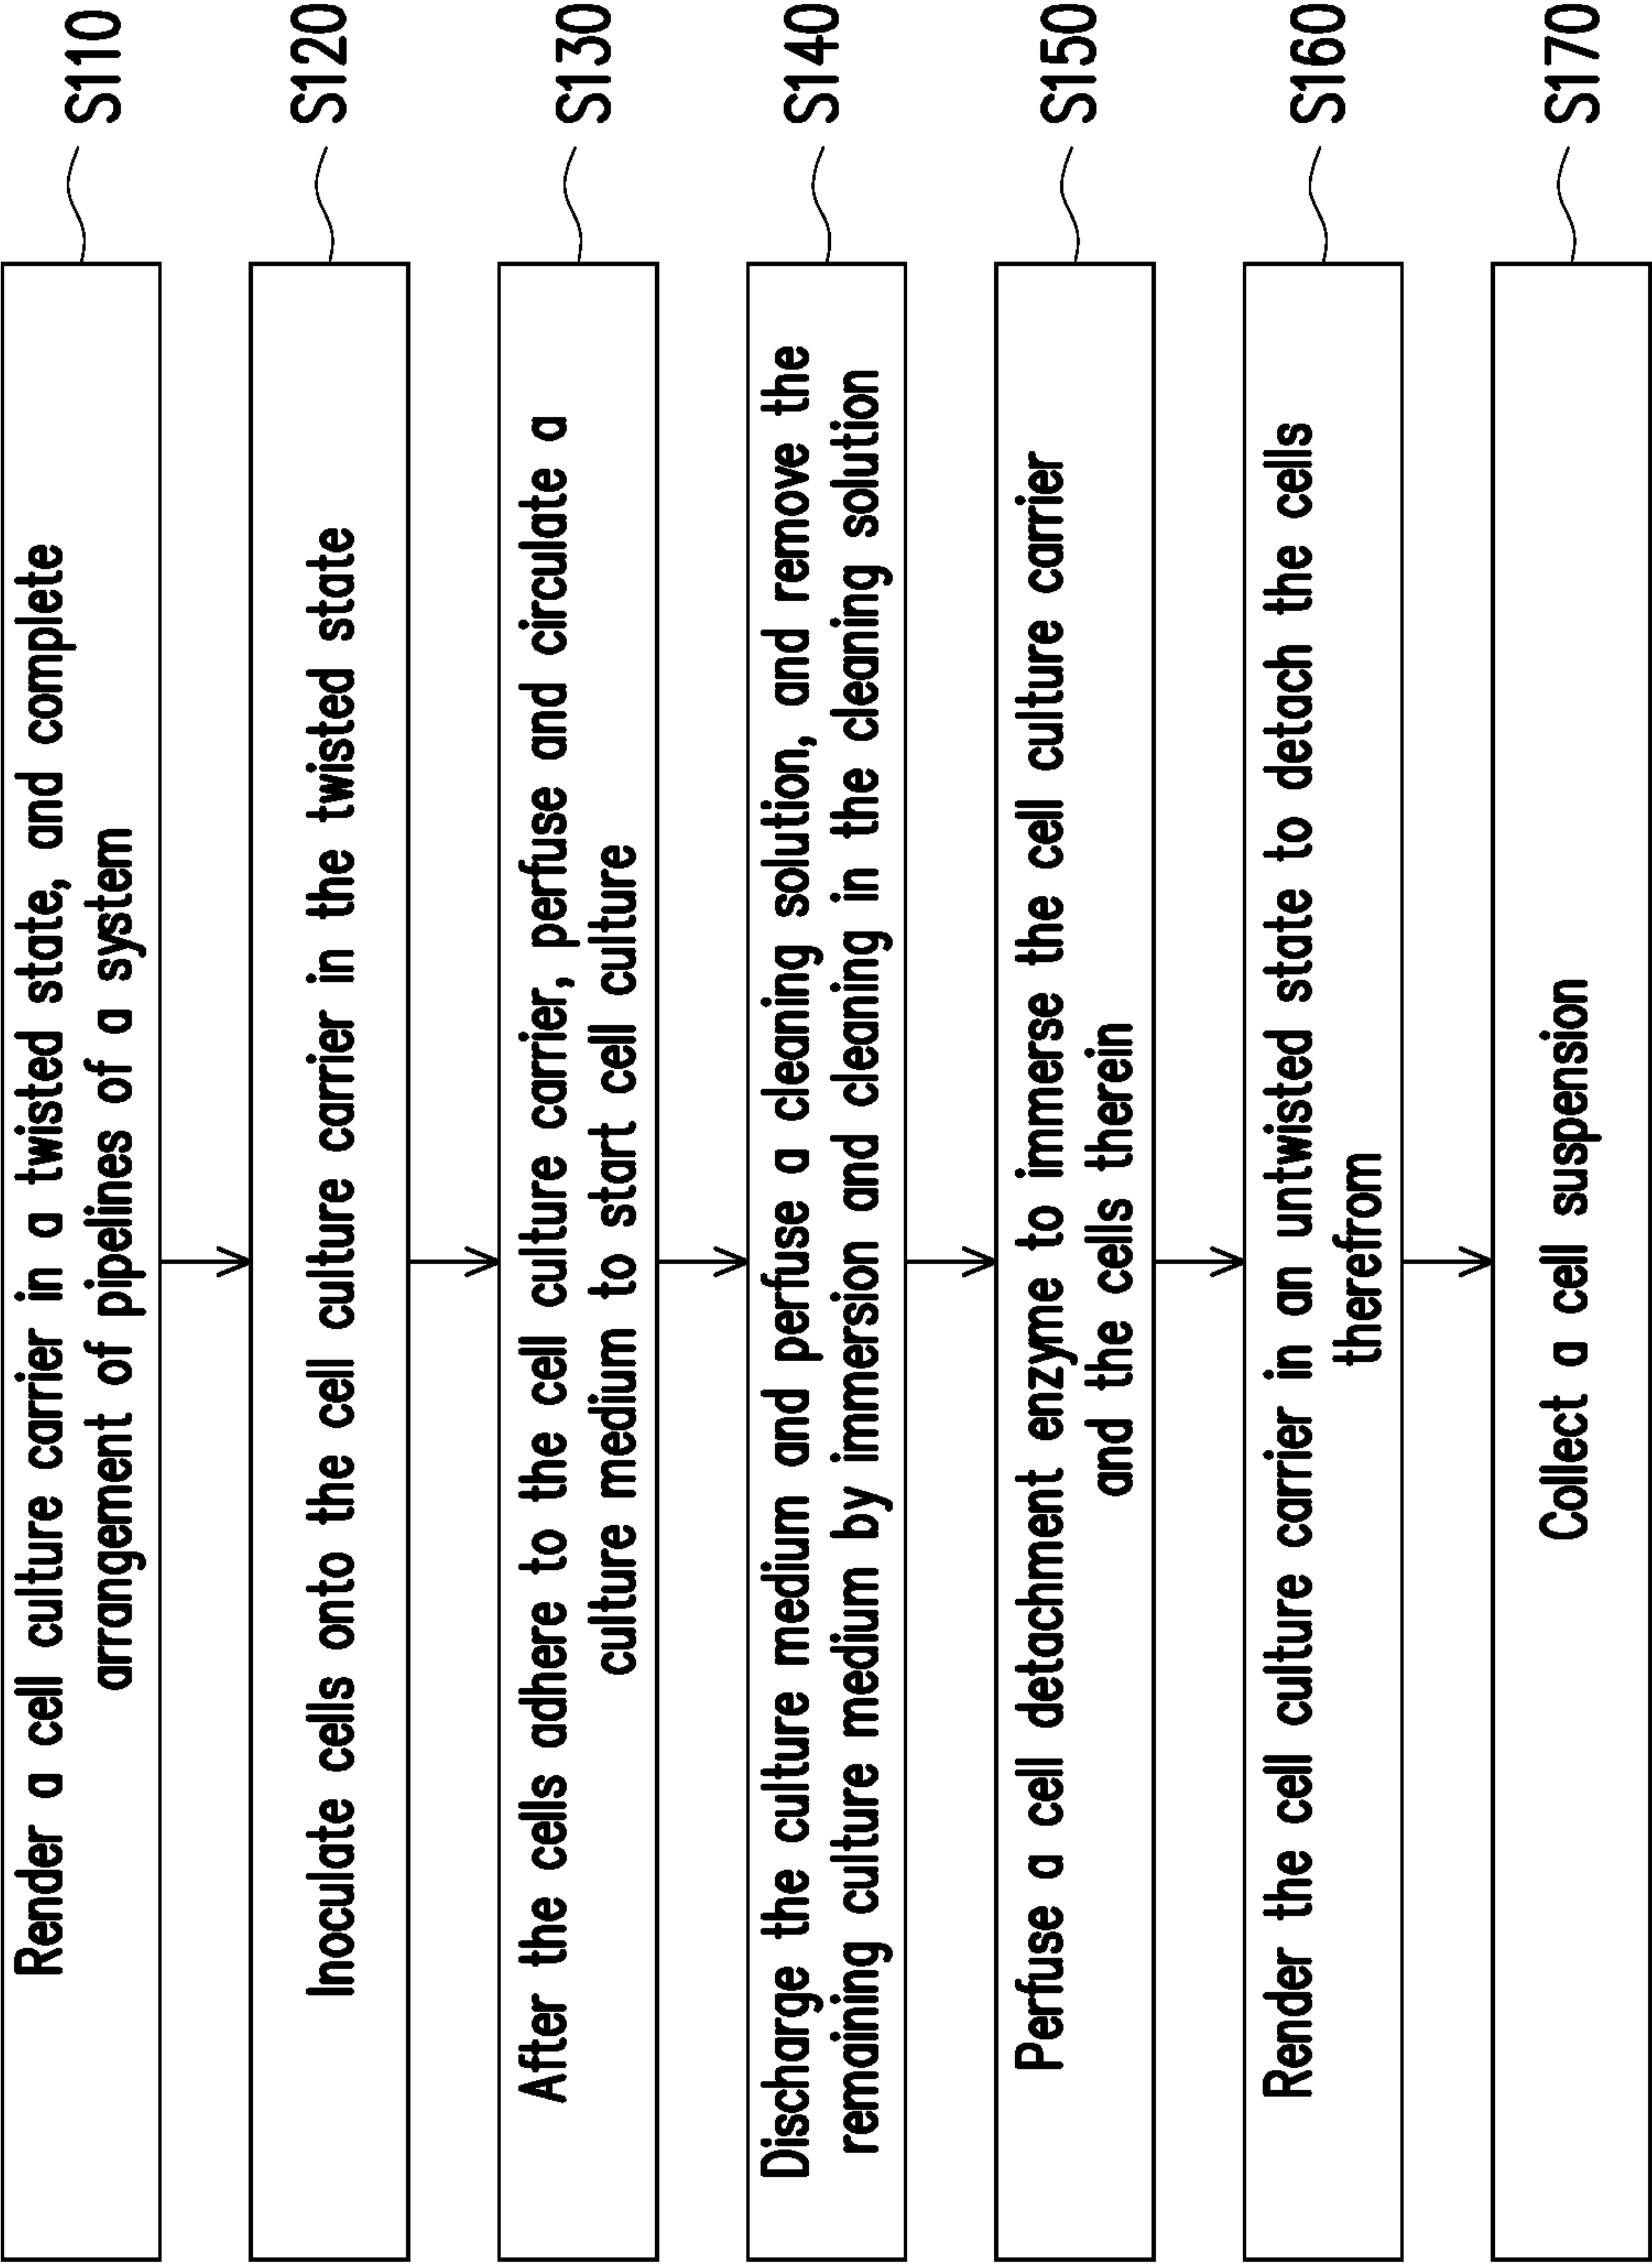 Render a cell culture carrier in a twisted state, and complete
arrangement of pipelines of a system
S110
Inoculate cells onto the cell culture carrier in the twisted state
S120
After the cells adhere to the cell culture carrier, perfuse and circulate a
culture medium to start cell culture
S130
Discharge the culture medium and perfuse a cleaning solution, and remove the
remaining culture medium by immersion and cleaning in the cleaning solution
S140
Perfuse a cell detachment enzyme to immerse the cell culture carrier
and the cells therein
S150
Render the cell culture carrier in an untwisted state to detach the cells
therefrom
S160
Collect a cell suspension
S170